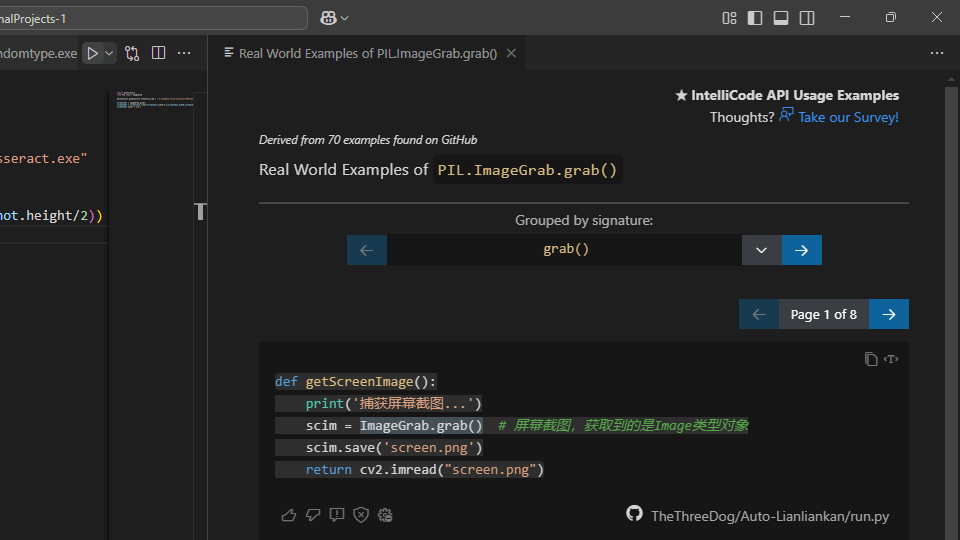 nalProjects-1
ndomtype.exe
Real World Examples of PIL.ImageGrab.grab()
sseract.exe"
not.height/2))
★ IntelliCode API Usage Examples
Thoughts? Take our Survey!
Derived from 70 examples found on GitHub
Real World Examples of PIL.ImageGrab.grab()
Grouped by signature:
grab()
Page 1 of 8
<T>
def getScreenImage():
print('捕获屏幕截图...')
scim = ImageGrab.grab() # 屏幕截图，获取到的是Image类型对象
scim.save('screen.png')
return cv2.imread("screen.png")
TheThreeDog/Auto-Lianliankan/run.py